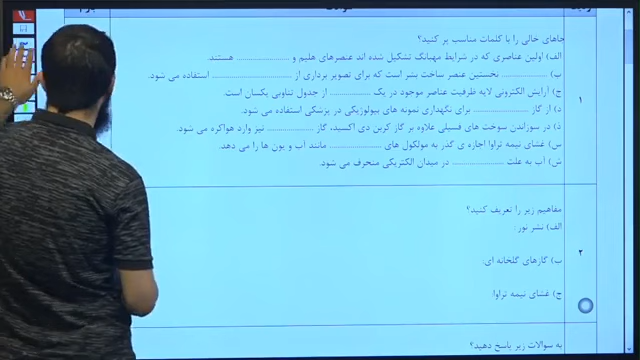 جاهای خالی را با کلمات مناسب پر کنید؟
الف) اولین عناصری که در شرایط مهبانگ تشکیل شده اند عنصرهای هلیم و .................. هستند.
ب) ............... نخستین عنصر ساخت بشر است که برای تصویر برداری از .......................... استفاده می شود.
ج) آرایش الکترونی لایه ظرفیت عناصر موجود در یک .............. از جدول تناوبی یکسان است.
د) از گاز .................. برای نگهداری نمونه های بیولوژیکی در پزشکی استفاده می شود.
ذ) در سوزاندن سوخت های فسیلی علاوه بر گاز کربن دی اکسید، گاز ............... نیز وارد هواکره می شود.
س) غشای نیمه تراوا اجازه ی گذر به مولکول های ................. مانند آب و یون ها را می دهد.
ش) آب به علت ................. در میدان الکتریکی منحرف می شود.
۱
مفاهیم زیر را تعریف کنید؟
الف) نشر نور:
ب) گازهای گلخانه ای:
ج) غشای نیمه تراوا:
۲
به سوالات زیر پاسخ دهید؟